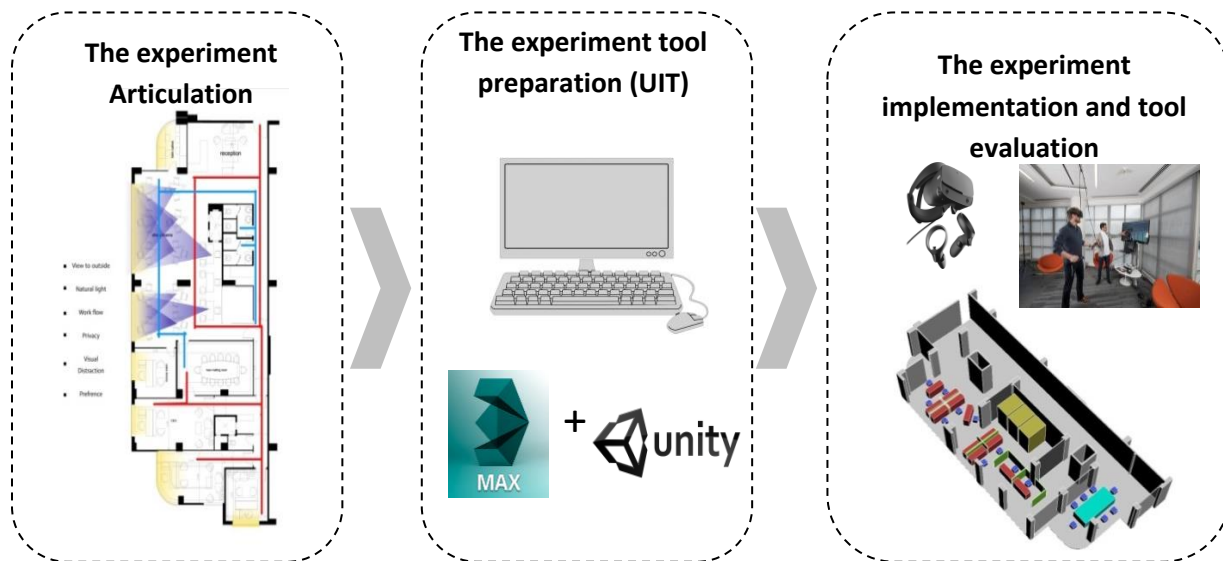 The experiment
Articulation
reception
View to outside
Natural light
Work flow
Privacy
Visual
Distraction
Prefrence
The experiment tool
preparation (UIT)
MAX
+
unity
The experiment
implementation and tool
evaluation